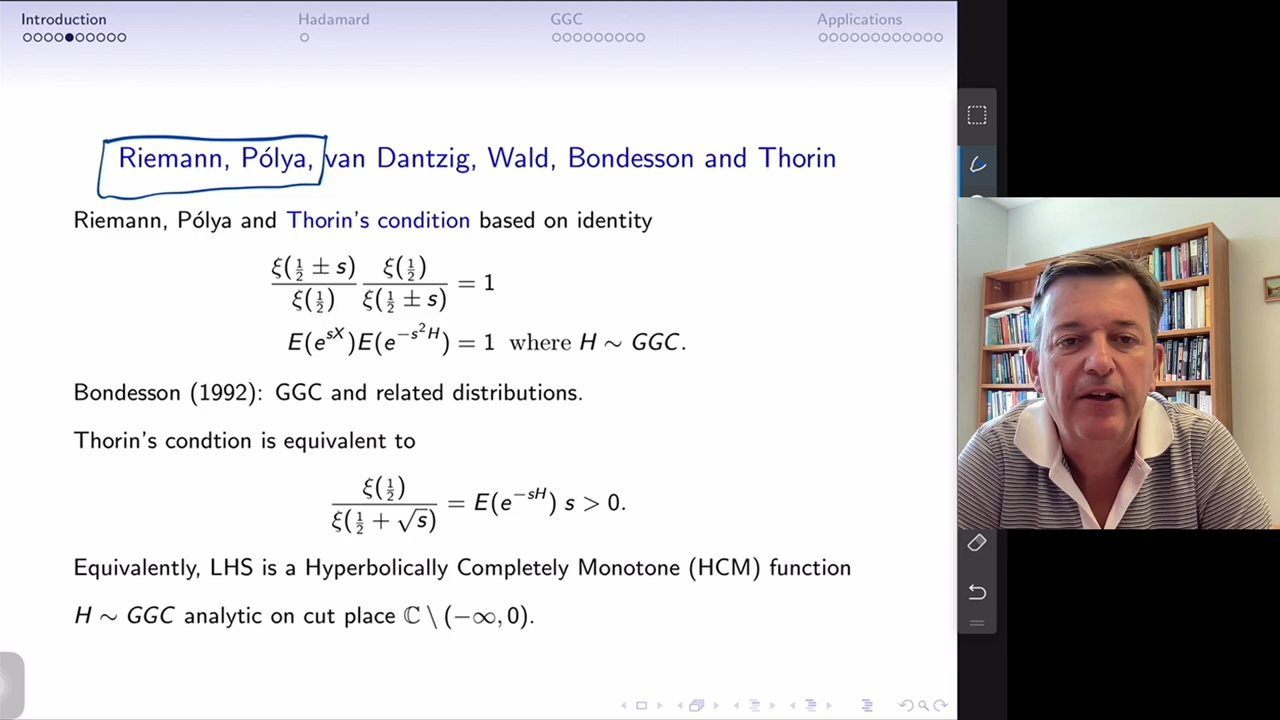 Introduction Hadamard GGC Applications
Riemann, Pólya, van Dantzig, Wald, Bondesson and Thorin
Riemann, Pólya and Thorin's condition based on identity
ξ(½ ± s)/ξ(½) ξ(½)/ξ(½ ± s) = 1
E(e^{sX})E(e^{−s²H}) = 1 where H ∼ GGC.
Bondesson (1992): GGC and related distributions.
Thorin's condtion is equivalent to
ξ(½)/ξ(½ + √s) = E(e^{−sH}) s > 0.
Equivalently, LHS is a Hyperbolically Completely Monotone (HCM) function
H ∼ GGC analytic on cut place ℂ \ (−∞, 0).